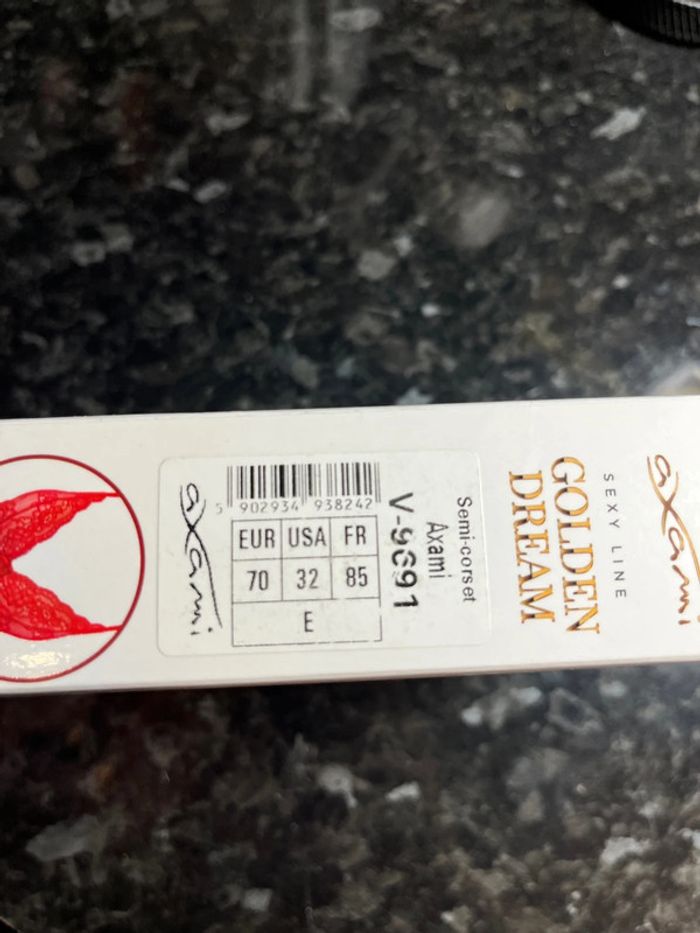 axami
SEXY LINE
GOLDEN
DREAM
Semi-corset
Axami
V-9691
5 902934 938242
EUR USA FR
70 32 85
E
axami